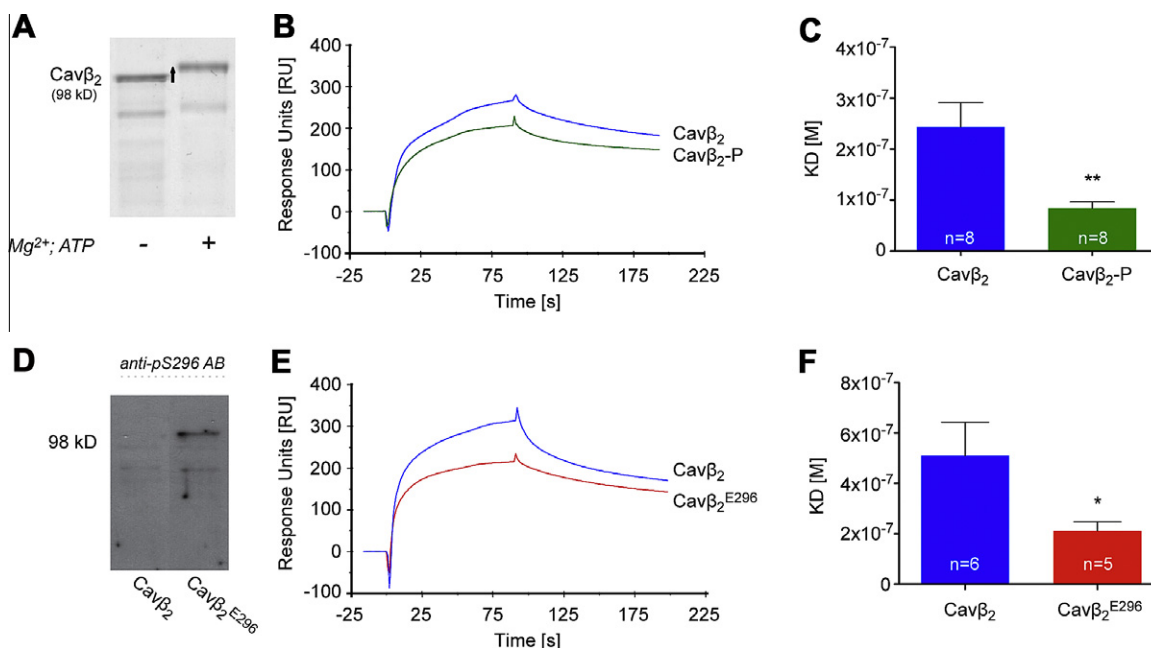 A
Cavβ₂
(98 kD)
Mg²⁺; ATP - +
B
Response Units [RU]
400
300
200
100
0
-100
-25 25 75 125 175 225
Time [s]
Cavβ₂
Cavβ₂-P
C
KD [M]
4x10⁻⁷
3x10⁻⁷
2x10⁻⁷
1x10⁻⁷
0
**
n=8 n=8
Cavβ₂ Cavβ₂-P
D
anti-pS296 AB
98 kD
Cavβ₂ Cavβ₂ᴱ²⁹⁶
E
Response Units [RU]
400
300
200
100
0
-100
-25 25 75 125 175 225
Time [s]
Cavβ₂
Cavβ₂ᴱ²⁹⁶
F
KD [M]
8x10⁻⁷
6x10⁻⁷
4x10⁻⁷
2x10⁻⁷
0
*
n=6 n=5
Cavβ₂ Cavβ₂ᴱ²⁹⁶